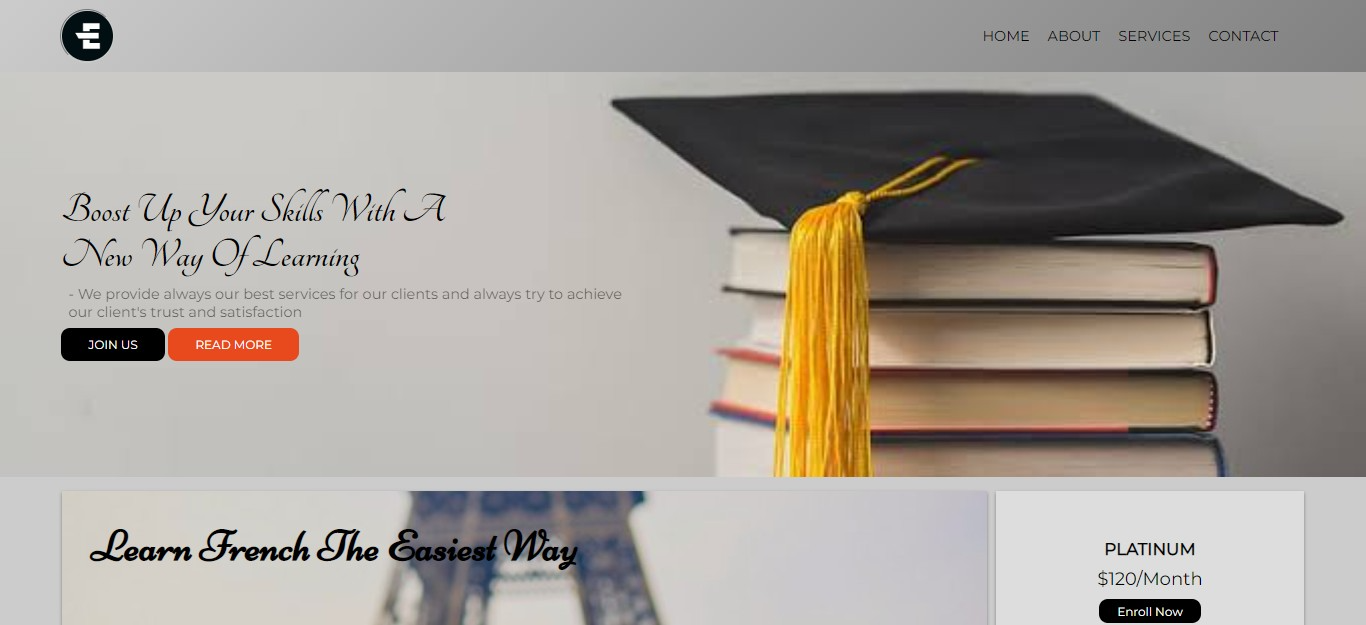 E
HOME ABOUT SERVICES CONTACT
Boost Up Your Skills With A
New Way Of Learning
- We provide always our best services for our clients and always try to achieve
our client's trust and satisfaction
JOIN US READ MORE
Learn French The Easiest Way
PLATINUM
$120/Month
Enroll Now